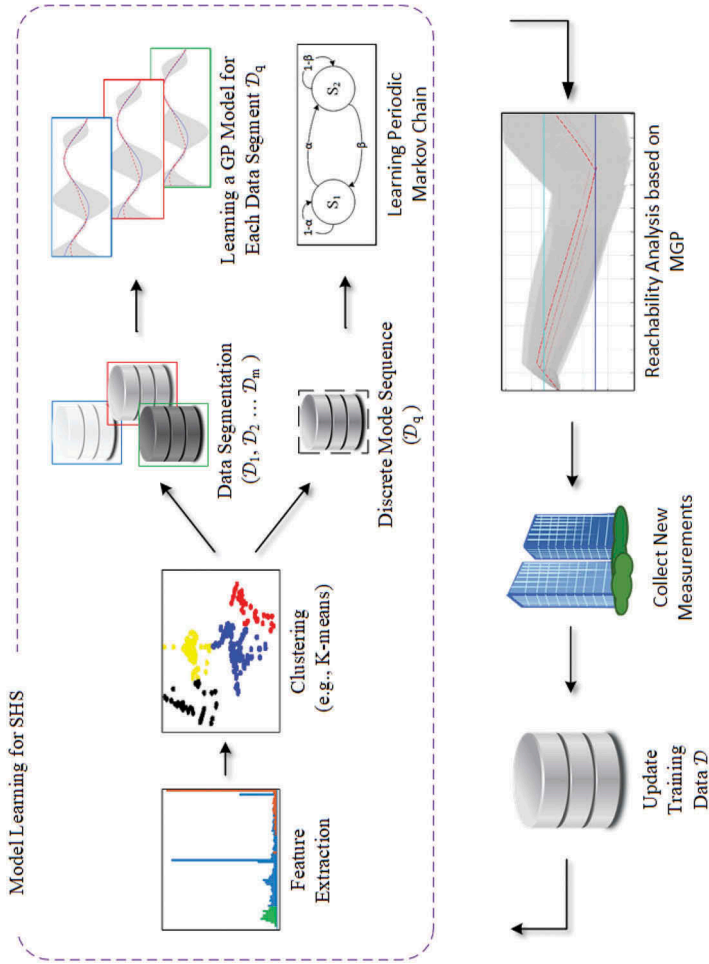 Model Learning for SHS
Feature
Extraction
Clustering
(e.g., K-means)
Data Segmentation
(𝒟1, 𝒟2 ... 𝒟m)
Learning a GP Model for
Each Data Segment 𝒟q
Discrete Mode Sequence
(𝒟q)
1-α
S1
α
β
S2
1-β
Learning Periodic
Markov Chain
Reachability Analysis based on
MGP
Collect New
Measurements
Update
Training
Data 𝒟